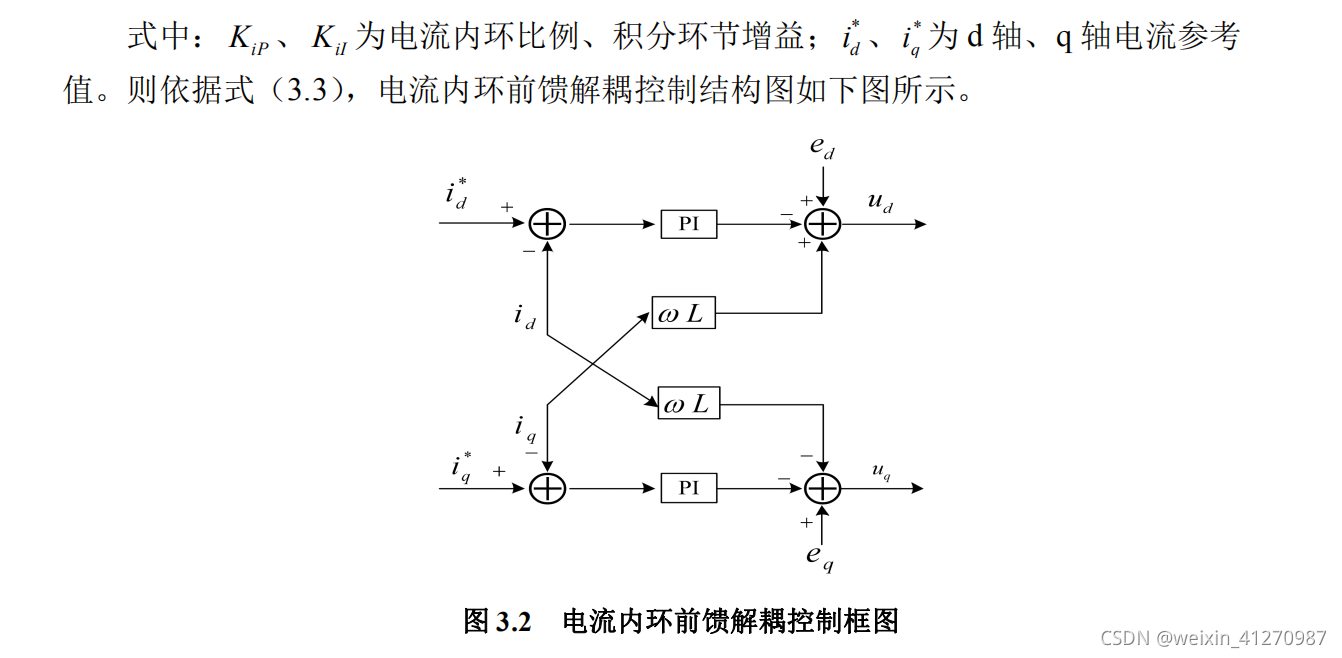 式中：K_{iP}、K_{iI} 为电流内环比例、积分环节增益；i_d^*、i_q^* 为 d 轴、q 轴电流参考
值。则依据式（3.3），电流内环前馈解耦控制结构图如下图所示。
e_d
i_d^* + PI − + u_d
− +
i_d ω L
ω L
i_q
− −
i_q^* + PI − u_q
+
e_q
图 3.2 电流内环前馈解耦控制框图
CSDN @weixin_41270987